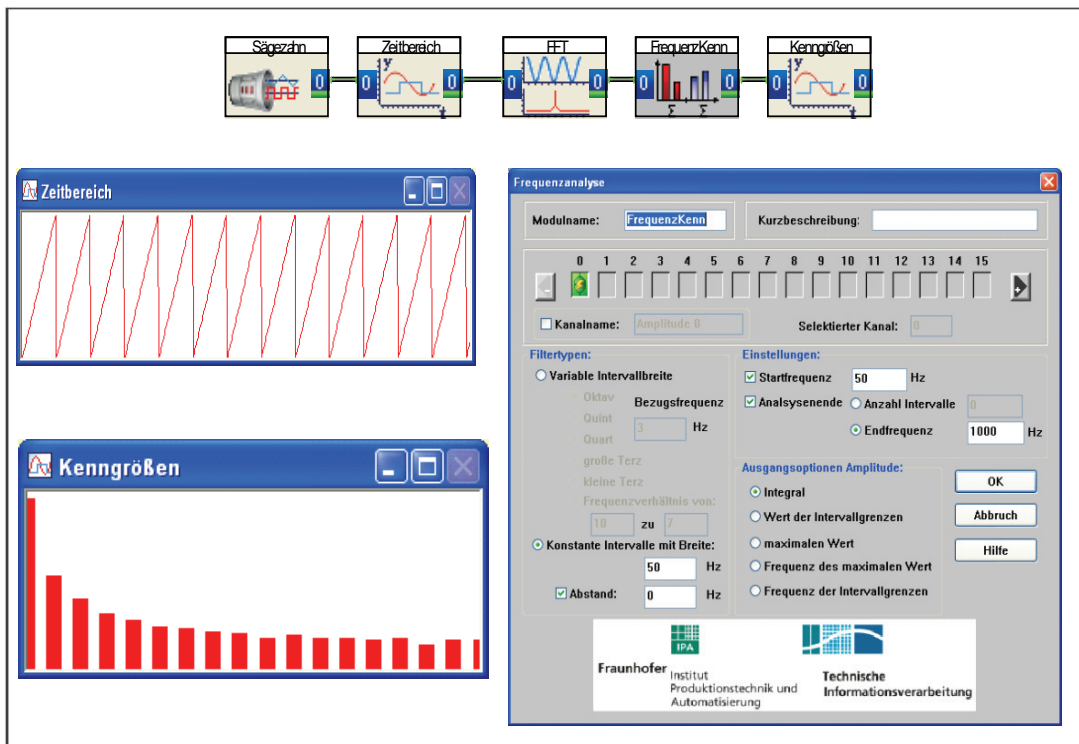 Sägezahn Zeitbereich FFT FrequenzKenn Kenngrößen
0 0 0 0 0 0 0 0 0
y t Σ Σ y t
Zeitbereich
Kenngrößen
Frequenzanalyse
Modulname: FrequenzKenn Kurzbeschreibung:
0 1 2 3 4 5 6 7 8 9 10 11 12 13 14 15
- +
Kanalname: Amplitude 0 Selektierter Kanal: 0
Filtertypen:
Variable Intervallbreite
Oktav Bezugsfrequenz
Quint 3 Hz
Quart
große Terz
kleine Terz
Frequenzverhältnis von:
10 zu 7
Konstante Intervalle mit Breite:
50 Hz
Abstand: 0 Hz
Einstellungen:
Startfrequenz 50 Hz
Analsysenende Anzahl Intervalle 0
Endfrequenz 1000 Hz
Ausgangsoptionen Amplitude:
Integral
Wert der Intervallgrenzen
maximalen Wert
Frequenz des maximalen Wert
Frequenz der Intervallgrenzen
OK
Abbruch
Hilfe
IPA
Fraunhofer Institut
Produktionstechnik und
Automatisierung
Technische
Informationsverarbeitung